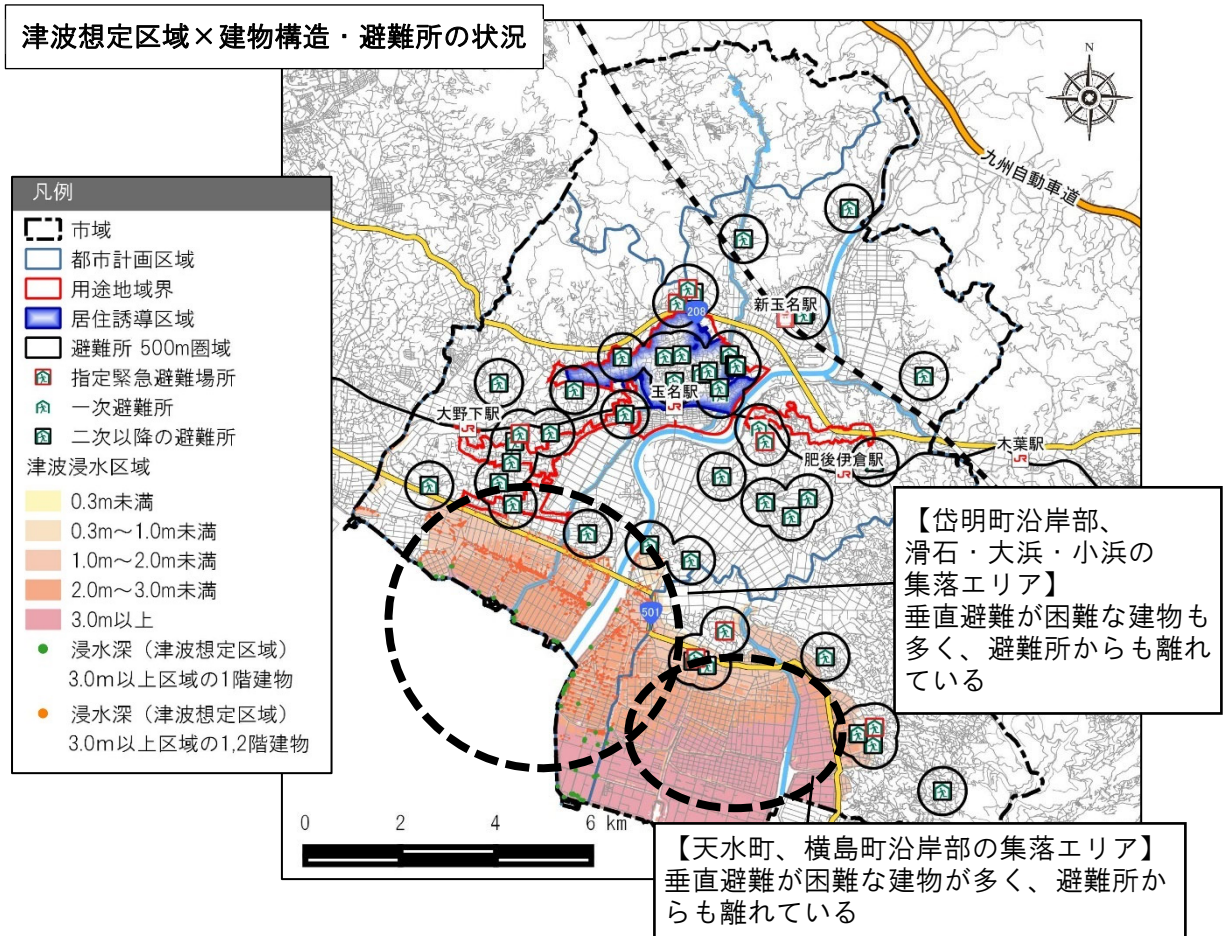 津波想定区域×建物構造・避難所の状況
N
九州自動車道
凡例
市域
都市計画区域
用途地域界
居住誘導区域
避難所 500m圏域
指定緊急避難場所
一次避難所
二次以降の避難所
津波浸水区域
0.3m未満
0.3m～1.0m未満
1.0m～2.0m未満
2.0m～3.0m未満
3.0m以上
浸水深（津波想定区域）
3.0m以上区域の1階建物
浸水深（津波想定区域）
3.0m以上区域の1,2階建物
新玉名駅
208
玉名駅
JR
大野下駅
JR
肥後伊倉駅
JR
木葉駅
JR
501
【岱明町沿岸部、
滑石・大浜・小浜の
集落エリア】
垂直避難が困難な建物も
多く、避難所からも離れ
ている
0 2 4 6 km
【天水町、横島町沿岸部の集落エリア】
垂直避難が困難な建物が多く、避難所か
らも離れている